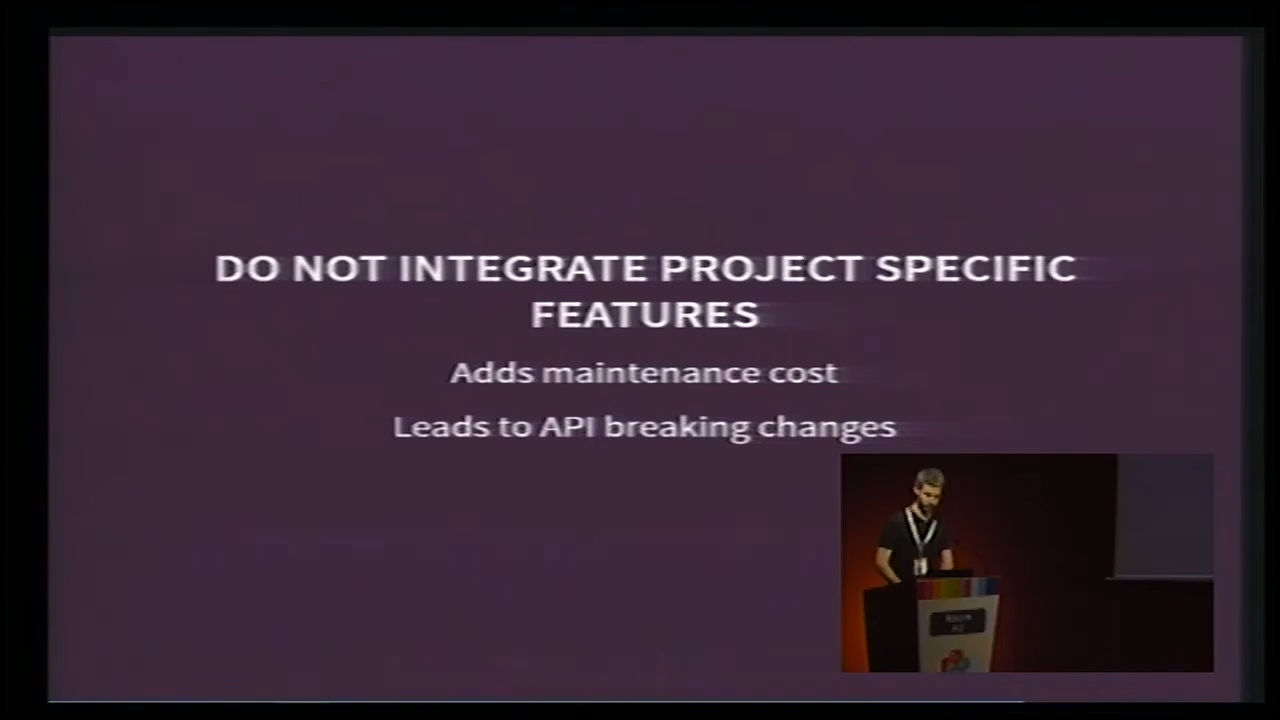 DO NOT INTEGRATE PROJECT SPECIFIC
FEATURES
Adds maintenance cost
Leads to API breaking changes